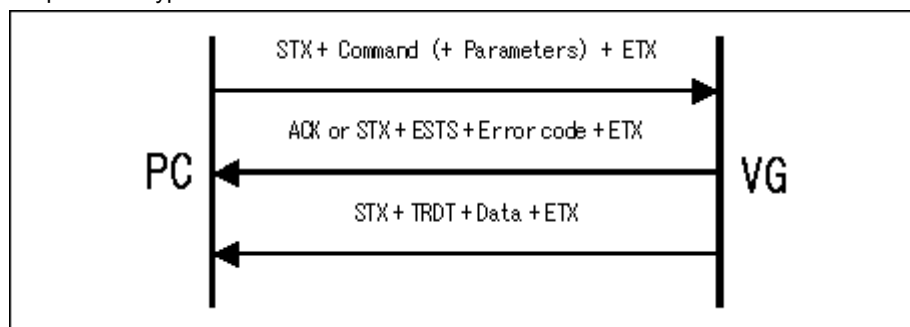 STX + Command (+ Parameters) + ETX
ACK or STX + ESTS + Error code + ETX
PC
VG
STX + TRDT + Data + ETX